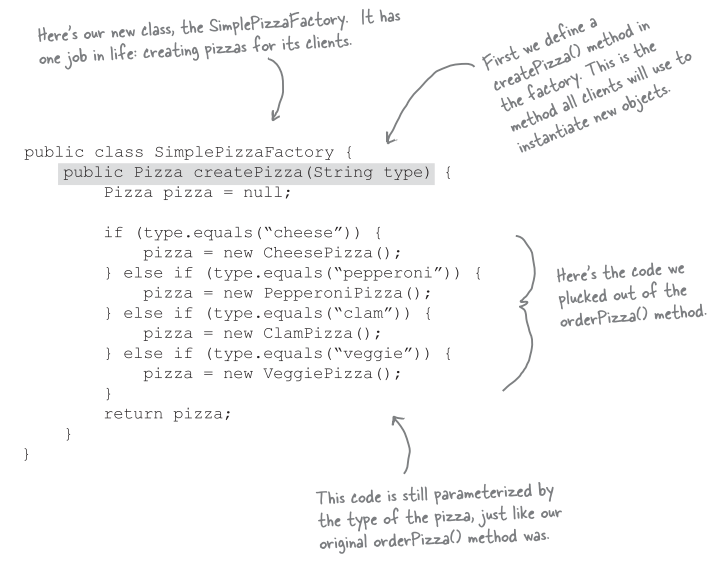 Here's our new class, the SimplePizzaFactory. It has
one job in life: creating pizzas for its clients.
First we define a
createPizza() method in
the factory. This is the
method all clients will use to
instantiate new objects.
public class SimplePizzaFactory {
    public Pizza createPizza(String type) {
        Pizza pizza = null;

        if (type.equals(“cheese”)) {
            pizza = new CheesePizza();
        } else if (type.equals(“pepperoni”)) {
            pizza = new PepperoniPizza();
        } else if (type.equals(“clam”)) {
            pizza = new ClamPizza();
        } else if (type.equals(“veggie”)) {
            pizza = new VeggiePizza();
        }
        return pizza;
    }
}
Here's the code we
plucked out of the
orderPizza() method.
This code is still parameterized by
the type of the pizza, just like our
original orderPizza() method was.